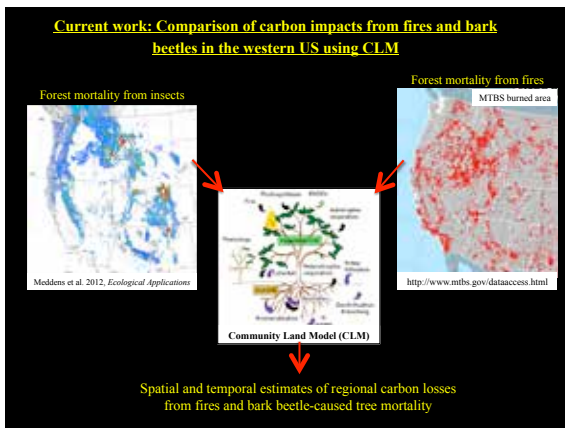 Current work: Comparison of carbon impacts from fires and bark
beetles in the western US using CLM
Forest mortality from insects
Forest mortality from fires
MTBS burned area
Meddens et al. 2012, Ecological Applications
http://www.mtbs.gov/dataaccess.html
Photosynthesis
Fire
Community Land Model (CLM)
Spatial and temporal estimates of regional carbon losses
from fires and bark beetle-caused tree mortality